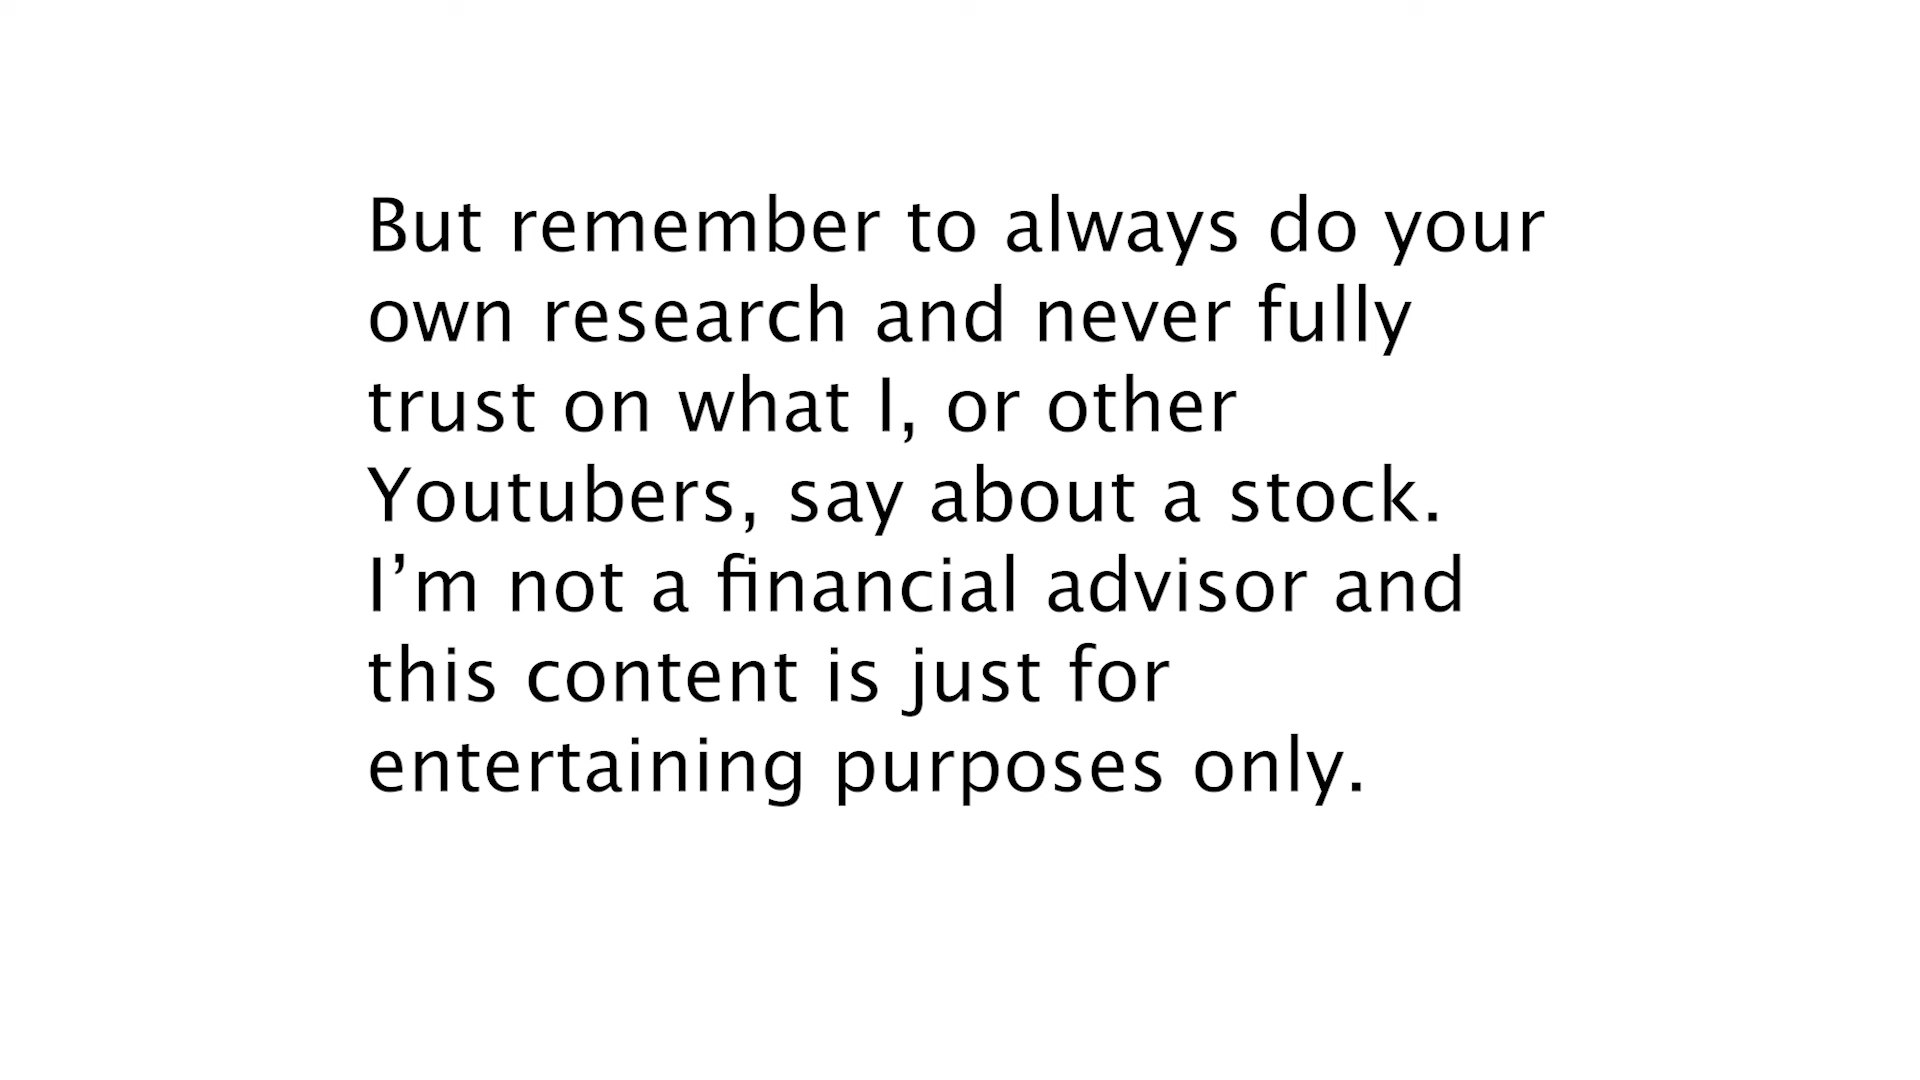 But remember to always do your
own research and never fully
trust on what I, or other
Youtubers, say about a stock.
I’m not a financial advisor and
this content is just for
entertaining purposes only.